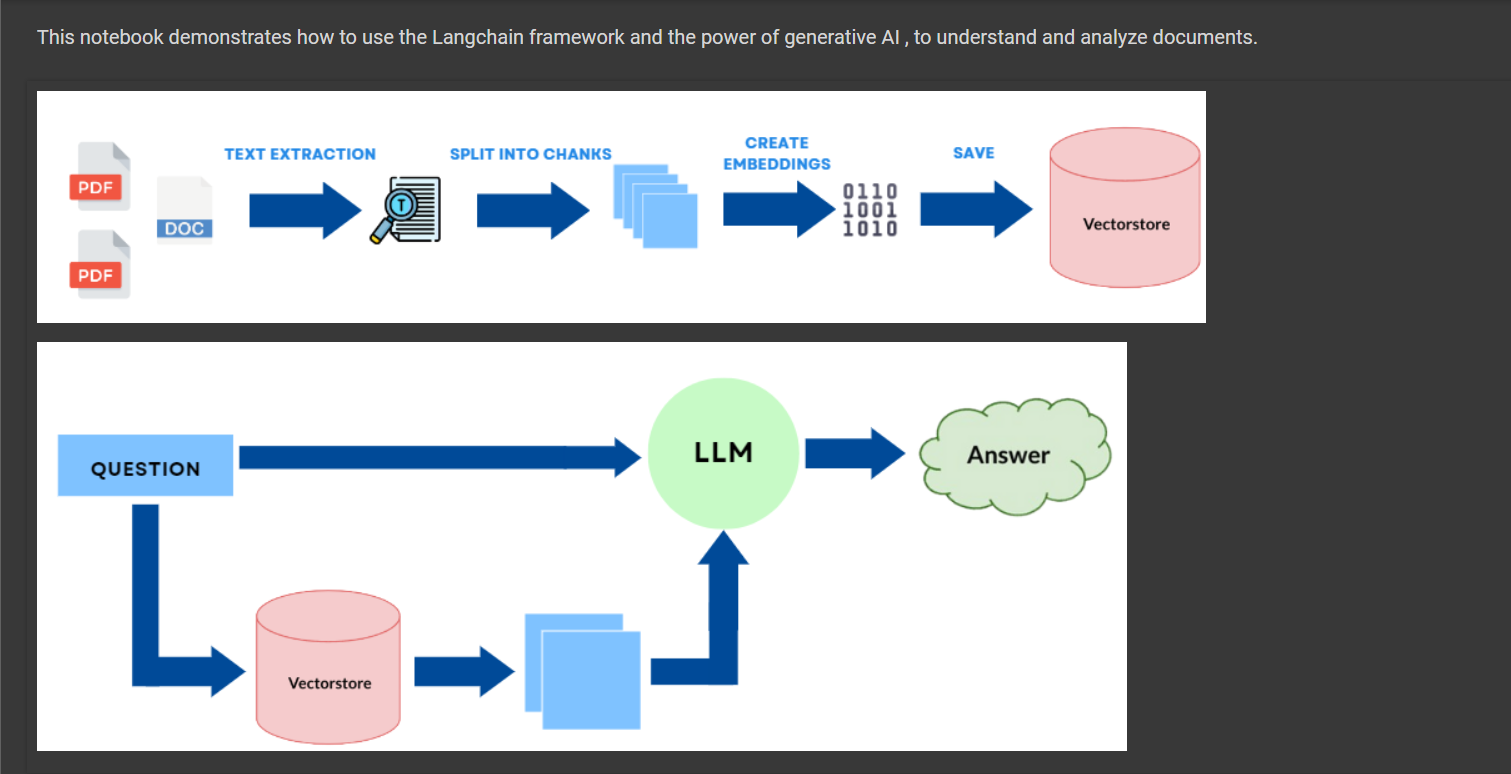 This notebook demonstrates how to use the Langchain framework and the power of generative AI , to understand and analyze documents.
PDF
DOC
PDF
TEXT EXTRACTION
T
SPLIT INTO CHANKS
CREATE
EMBEDDINGS
0110
1001
1010
SAVE
Vectorstore
QUESTION
LLM
Answer
Vectorstore